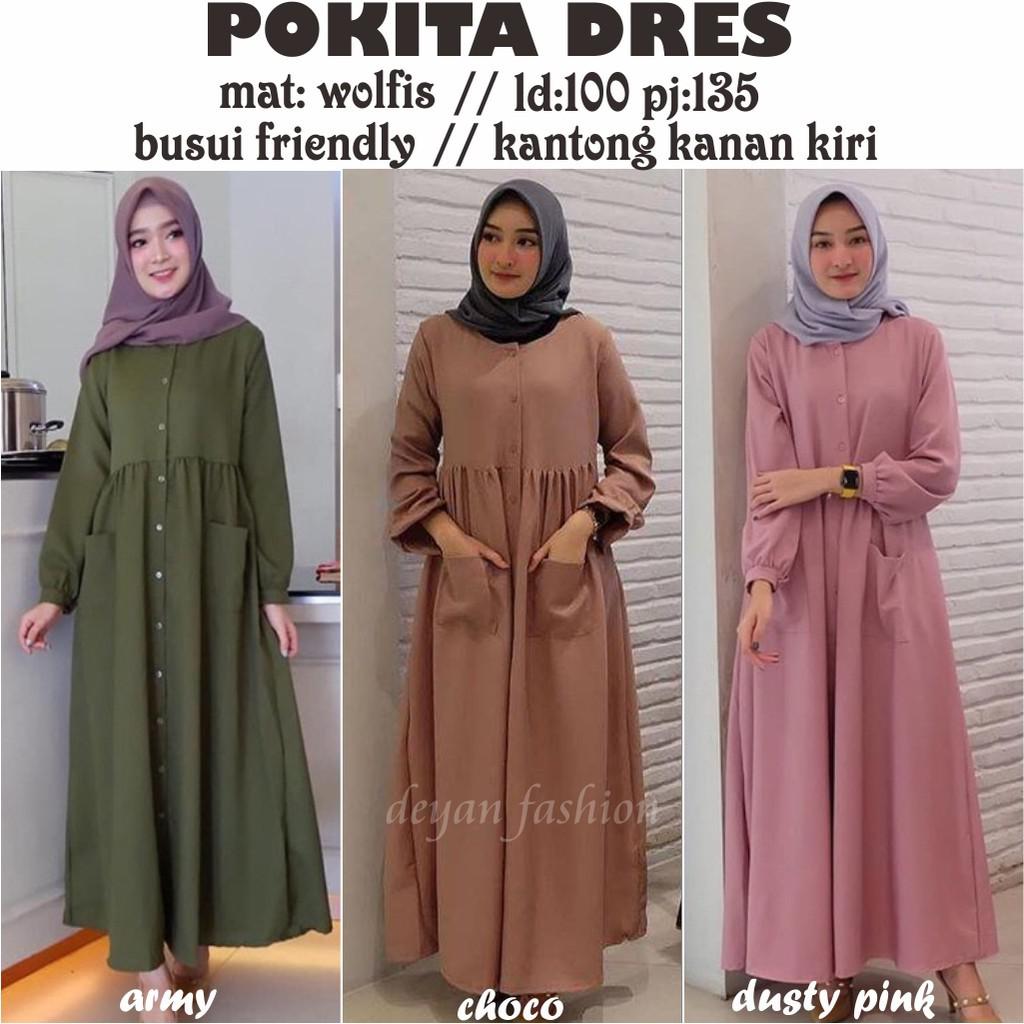 POKITA DRES
mat: wolfis // ld:100 pj:135
busui friendly // kantong kanan kiri
deyan fashion
army
choco
dusty pink